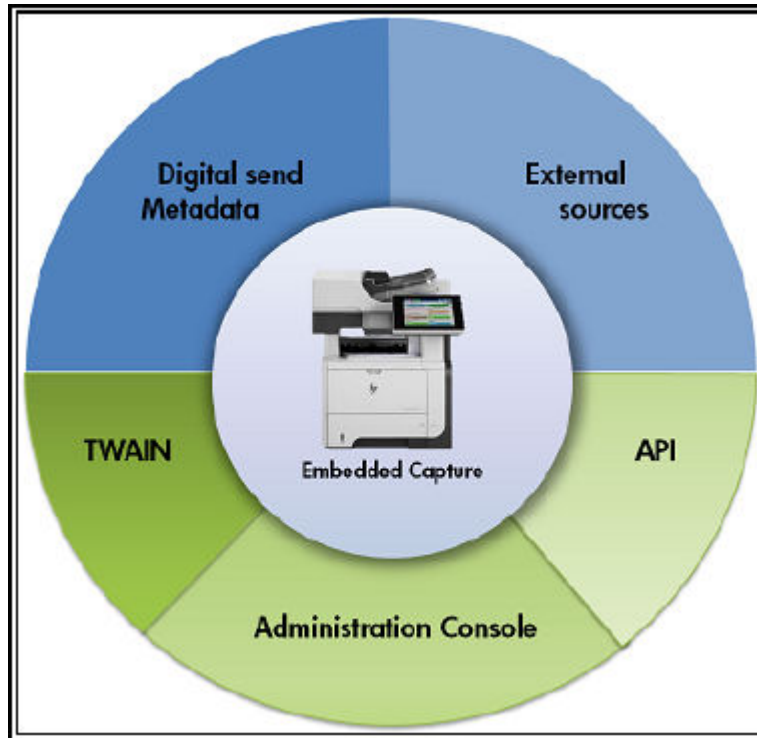 Digital send
Metadata
External
sources
TWAIN
API
Embedded Capture
Administration Console